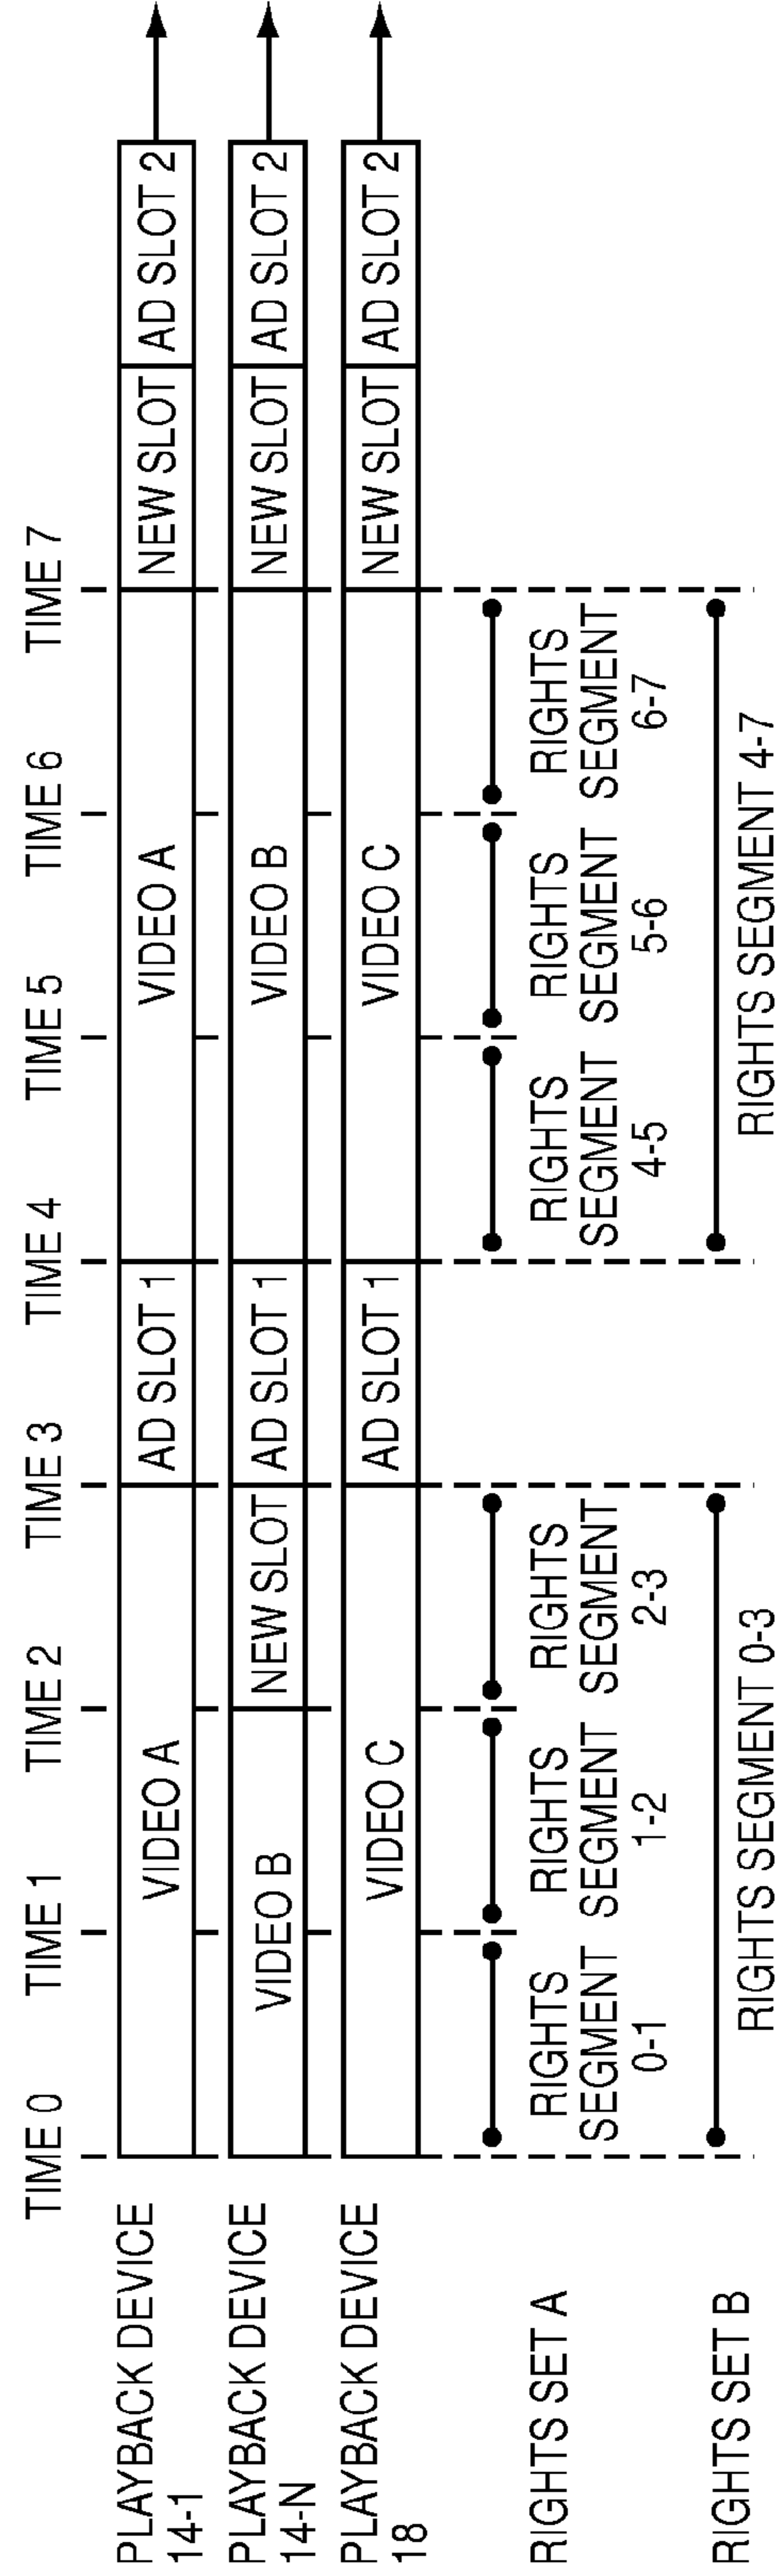 TIME 0
TIME 1
TIME 2
TIME 3
TIME 4
TIME 5
TIME 6
TIME 7
PLAYBACK DEVICE
14-1
VIDEO A
AD SLOT 1
VIDEO A
NEW SLOT
AD SLOT 2
PLAYBACK DEVICE
14-N
VIDEO B
NEW SLOT
AD SLOT 1
VIDEO B
NEW SLOT
AD SLOT 2
PLAYBACK DEVICE
18
VIDEO C
AD SLOT 1
VIDEO C
NEW SLOT
AD SLOT 2
RIGHTS SET A
RIGHTS
SEGMENT
0-1
RIGHTS
SEGMENT
1-2
RIGHTS
SEGMENT
2-3
RIGHTS
SEGMENT
4-5
RIGHTS
SEGMENT
5-6
RIGHTS
SEGMENT
6-7
RIGHTS SET B
RIGHTS SEGMENT 0-3
RIGHTS SEGMENT 4-7